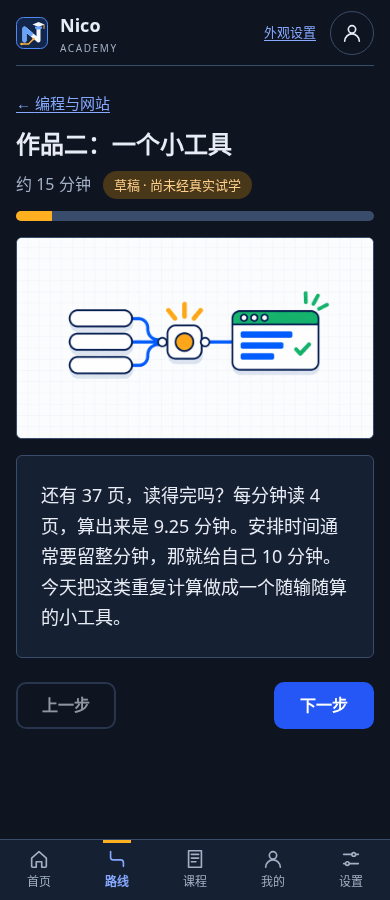 Nico
ACADEMY
外观设置
← 编程与网站
作品二：一个小工具
约 15 分钟
草稿 · 尚未经真实试学
还有 37 页，读得完吗？每分钟读 4
页，算出来是 9.25 分钟。安排时间通
常要留整分钟，那就给自己 10 分钟。
今天把这类重复计算做成一个随输随算
的小工具。
上一步
下一步
首页
路线
课程
我的
设置